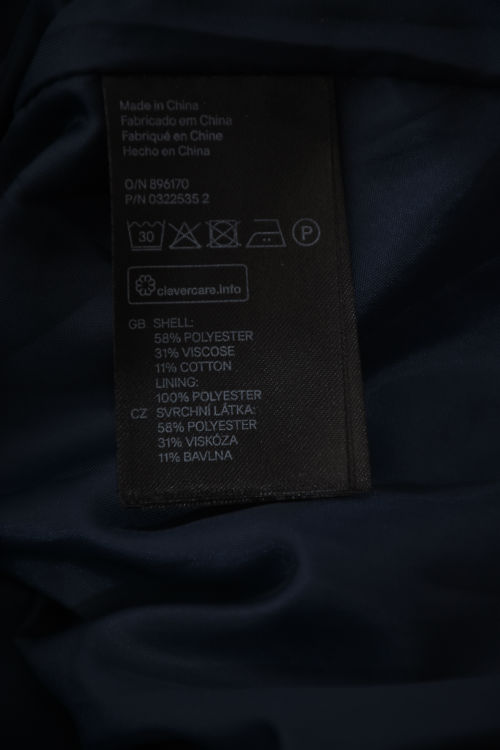 Made in China
Fabricado em China
Fabriqué en Chine
Hecho en China
O/N 896170
P/N 0322535 2
30 P
clevercare.info
GB SHELL:
58% POLYESTER
31% VISCOSE
11% COTTON
LINING:
100% POLYESTER
CZ SVRCHNÍ LÁTKA:
58% POLYESTER
31% VISKÓZA
11% BAVLNA